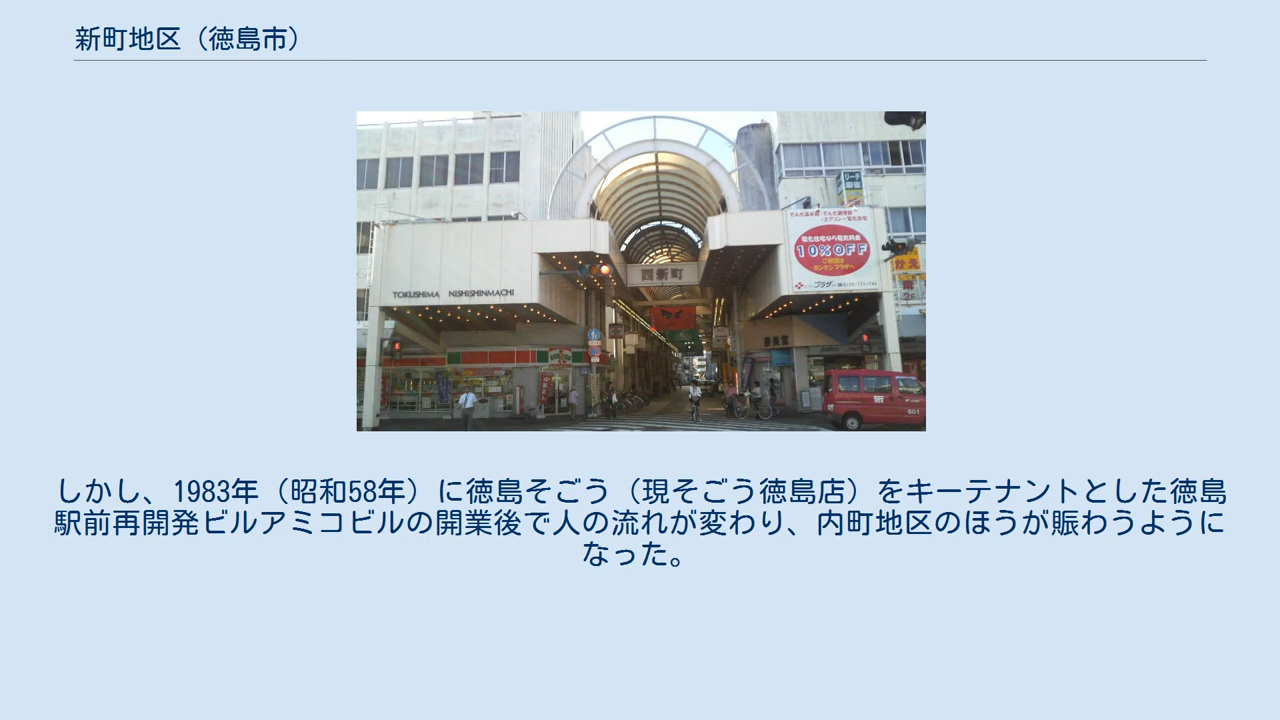 新町地区（徳島市）
西新町
10%OFF
TOKUSHIMA NISHISHINMACHI
501
しかし、1983年（昭和58年）に徳島そごう（現そごう徳島店）をキーテナントとした徳島
駅前再開発ビルアミコビルの開業後で人の流れが変わり、内町地区のほうが賑わうように
なった。